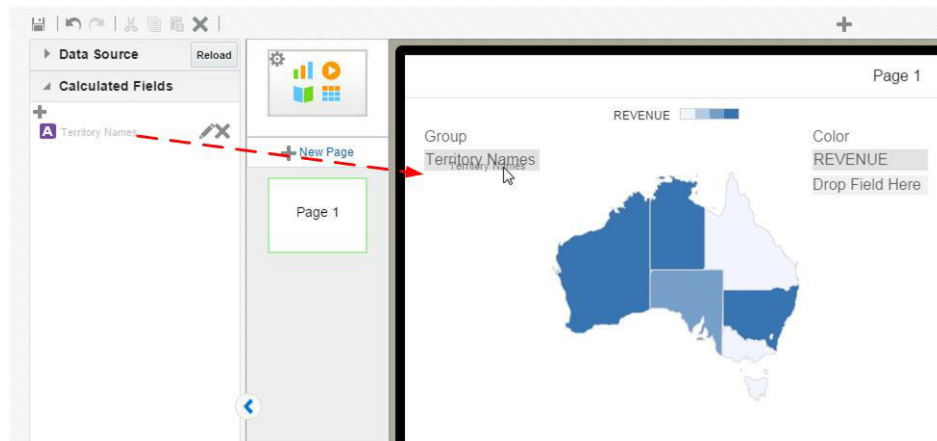 Data Source
Reload
Calculated Fields
A Territory Names
New Page
Page 1
Page 1
REVENUE
Group
Territory Names
Territory Names
Color
REVENUE
Drop Field Here